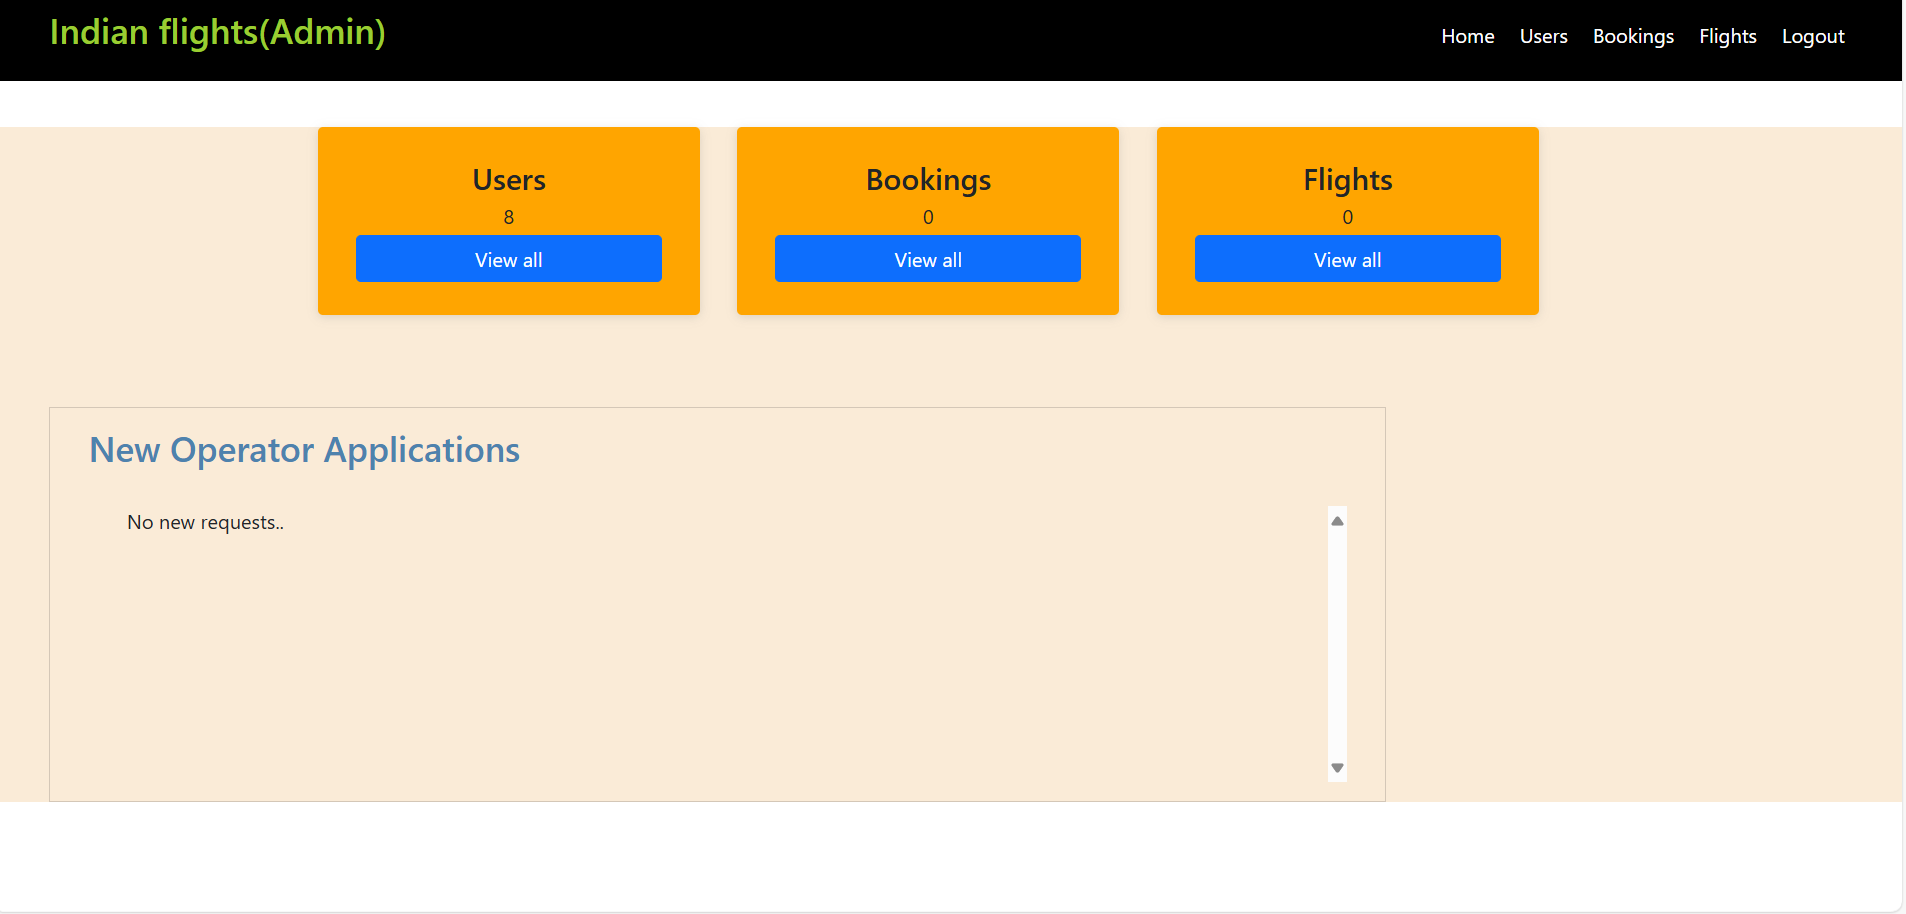 Indian flights(Admin)
Home Users Bookings Flights Logout
Users
8
View all
Bookings
0
View all
Flights
0
View all
New Operator Applications
No new requests..